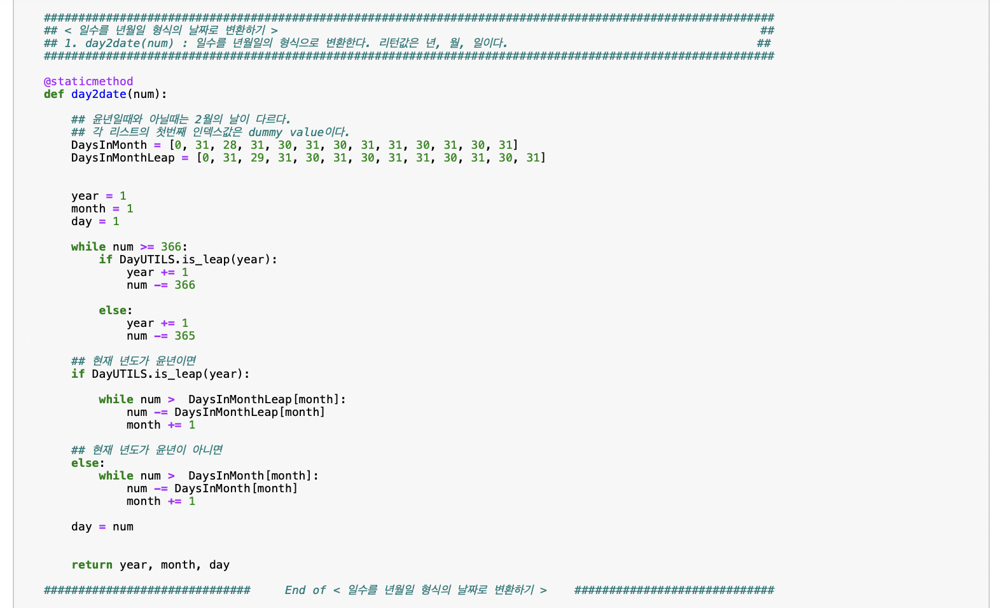 ##########################################################################################################
## < 일수를 년월일 형식의 날짜로 변환하기 > ##
## 1. day2date(num) : 일수를 년월일의 형식으로 변환한다. 리턴값은 년, 월, 일이다. ##
##########################################################################################################
@staticmethod
def day2date(num):
## 윤년일때와 아닐때는 2월의 날이 다르다.
## 각 리스트의 첫번째 인덱스값은 dummy value이다.
DaysInMonth = [0, 31, 28, 31, 30, 31, 30, 31, 31, 30, 31, 30, 31]
DaysInMonthLeap = [0, 31, 29, 31, 30, 31, 30, 31, 31, 30, 31, 30, 31]
year = 1
month = 1
day = 1
while num >= 366:
if DayUTILS.is_leap(year):
year += 1
num -= 366
else:
year += 1
num -= 365
## 현재 년도가 윤년이면
if DayUTILS.is_leap(year):
while num >  DaysInMonthLeap[month]:
num -= DaysInMonthLeap[month]
month += 1
## 현재 년도가 윤년이 아니면
else:
while num >  DaysInMonth[month]:
num -= DaysInMonth[month]
month += 1
day = num
return year, month, day
############################## End of < 일수를 년월일 형식의 날짜로 변환하기 > #############################